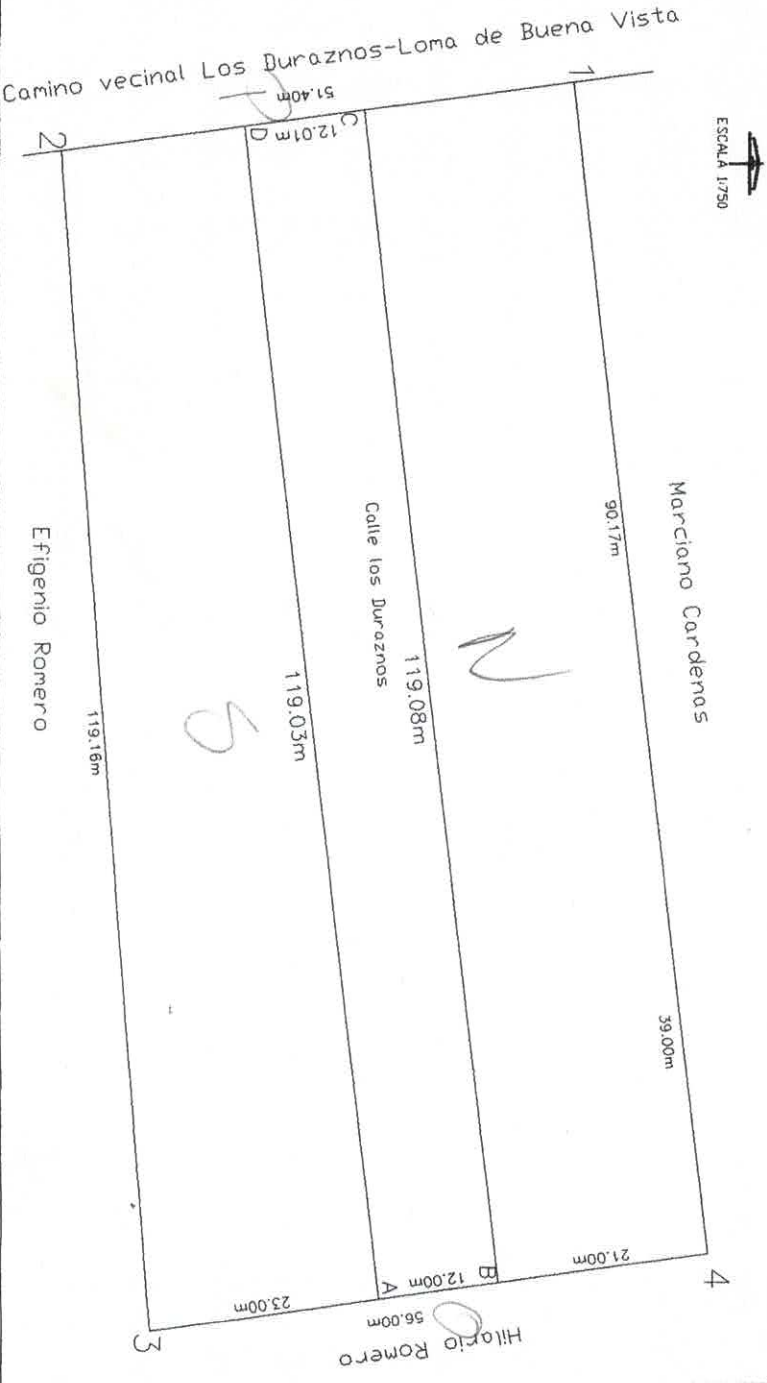 Camino vecinal Los Duraznos-Loma de Buena Vista
51.40m
1
C
12.01m
D
2
ESCALA 1:750
Marciano Cardenas
90.17m
39.00m
N
Calle los Duraznos
119.08m
119.03m
S
119.16m
Efigenio Romero
21.00m
4
B
12.00m
A
56.00m
O
23.00m
3
Hilario Romero